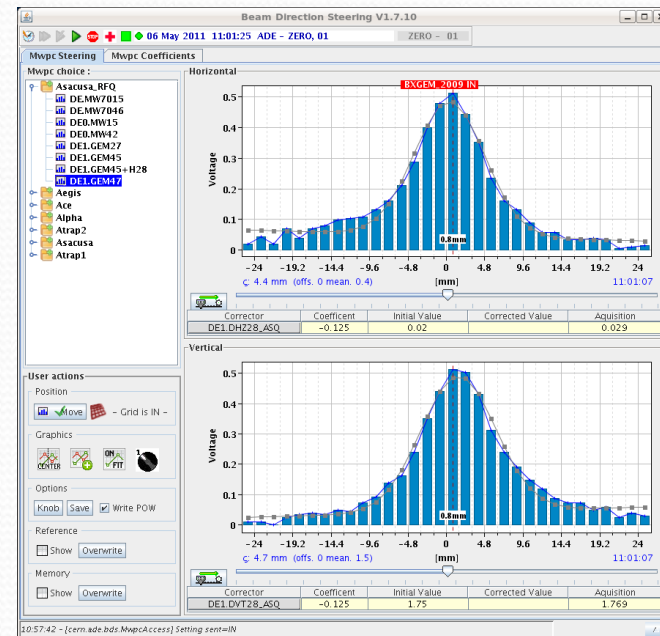 Beam Direction Steering V1.7.10
06 May 2011 11:01:25 ADE - ZERO, 01
ZERO - 01
Mwpc Steering
Mwpc Coefficients
Mwpc choice :
Asacusa_RFQ
DE.MW7015
DE.MW7046
DE0.MW15
DE0.MW42
DE1.GEM27
DE1.GEM45
DE1.GEM45+H28
DE1.GEM47
Aegis
Ace
Alpha
Atrap2
Asacusa
Atrap1
User actions
Position
Move
- Grid is IN -
Graphics
CENTER
ON
FIT
1
Options
Knob
Save
Write POW
Reference
Show
Overwrite
Memory
Show
Overwrite
Horizontal
BXGEM_2009 IN
0.5
0.4
0.3
0.2
0.1
0
Voltage
0.8mm
-24 -19.2 -14.4 -9.6 -4.8 0 4.8 9.6 14.4 19.2 24
ς: 4.4 mm (offs. 0 mean. 0.4)
[mm]
11:01:07
Corrector Coefficent Initial Value Corrected Value Aquisition
DE1.DHZ28_ASQ -0.125 0.02 0.029
Vertical
0.5
0.4
0.3
0.2
0.1
0
Voltage
0.8mm
-24 -19.2 -14.4 -9.6 -4.8 0 4.8 9.6 14.4 19.2 24
ς: 4.7 mm (offs. 0 mean. 1.5)
[mm]
11:01:07
Corrector Coefficent Initial Value Corrected Value Aquisition
DE1.DVT28_ASQ -0.125 1.75 1.769
10:57:42 - [cern.ade.bds.MwpcAccess] Setting sent=IN